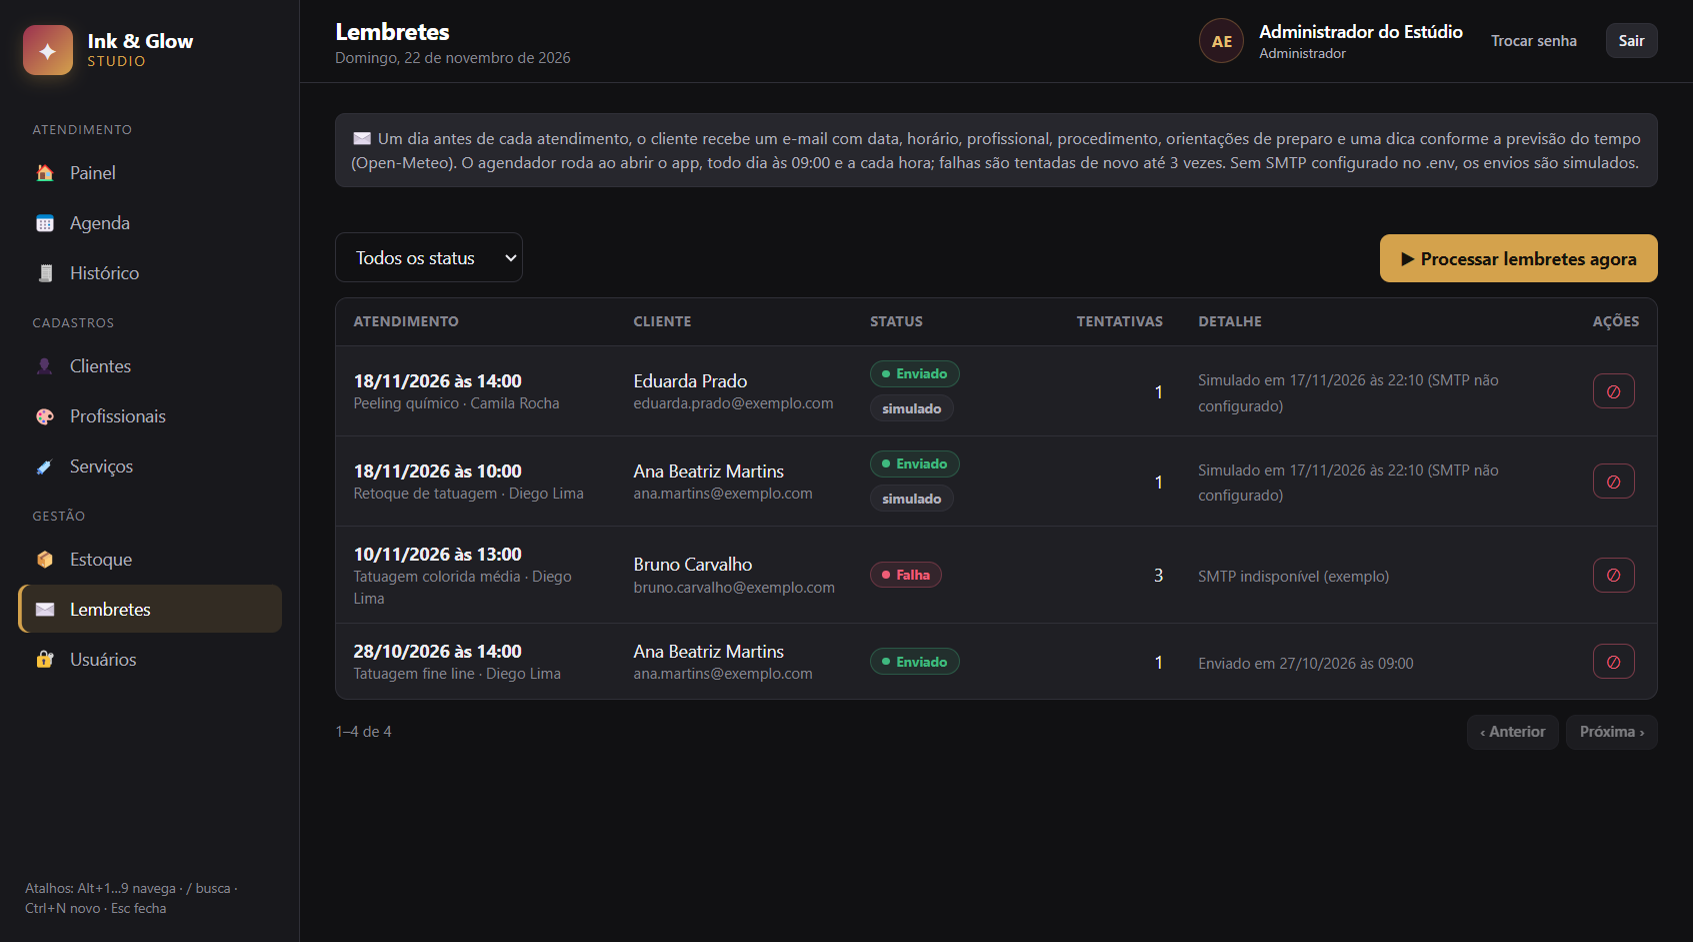 Ink & Glow
STUDIO
ATENDIMENTO
Painel
Agenda
Histórico
CADASTROS
Clientes
Profissionais
Serviços
GESTÃO
Estoque
Lembretes
Usuários
Atalhos: Alt+1…9 navega · / busca ·
Ctrl+N novo · Esc fecha
Lembretes
Domingo, 22 de novembro de 2026
AE
Administrador do Estúdio
Administrador
Trocar senha
Sair
Um dia antes de cada atendimento, o cliente recebe um e-mail com data, horário, profissional, procedimento, orientações de preparo e uma dica conforme a previsão do tempo
(Open-Meteo). O agendador roda ao abrir o app, todo dia às 09:00 e a cada hora; falhas são tentadas de novo até 3 vezes. Sem SMTP configurado no .env, os envios são simulados.
Todos os status
▶ Processar lembretes agora
ATENDIMENTO CLIENTE STATUS TENTATIVAS DETALHE AÇÕES
18/11/2026 às 14:00
Peeling químico · Camila Rocha
Eduarda Prado
eduarda.prado@exemplo.com
Enviado
simulado
1
Simulado em 17/11/2026 às 22:10 (SMTP não
configurado)
18/11/2026 às 10:00
Retoque de tatuagem · Diego Lima
Ana Beatriz Martins
ana.martins@exemplo.com
Enviado
simulado
1
Simulado em 17/11/2026 às 22:10 (SMTP não
configurado)
10/11/2026 às 13:00
Tatuagem colorida média · Diego
Lima
Bruno Carvalho
bruno.carvalho@exemplo.com
Falha
3
SMTP indisponível (exemplo)
28/10/2026 às 14:00
Tatuagem fine line · Diego Lima
Ana Beatriz Martins
ana.martins@exemplo.com
Enviado
1
Enviado em 27/10/2026 às 09:00
1–4 de 4
‹ Anterior
Próxima ›